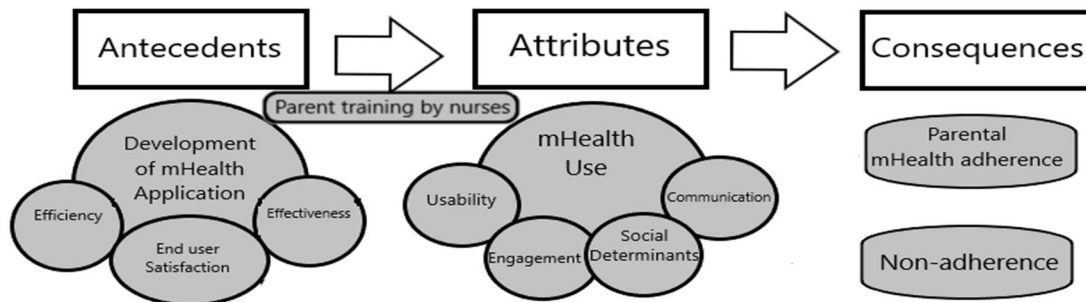 Antecedents
Attributes
Consequences
Parent training by nurses
Development
of mHealth
Application
Efficiency
Effectiveness
End user
Satisfaction
mHealth
Use
Usability
Communication
Engagement
Social
Determinants
Parental
mHealth adherence
Non-adherence